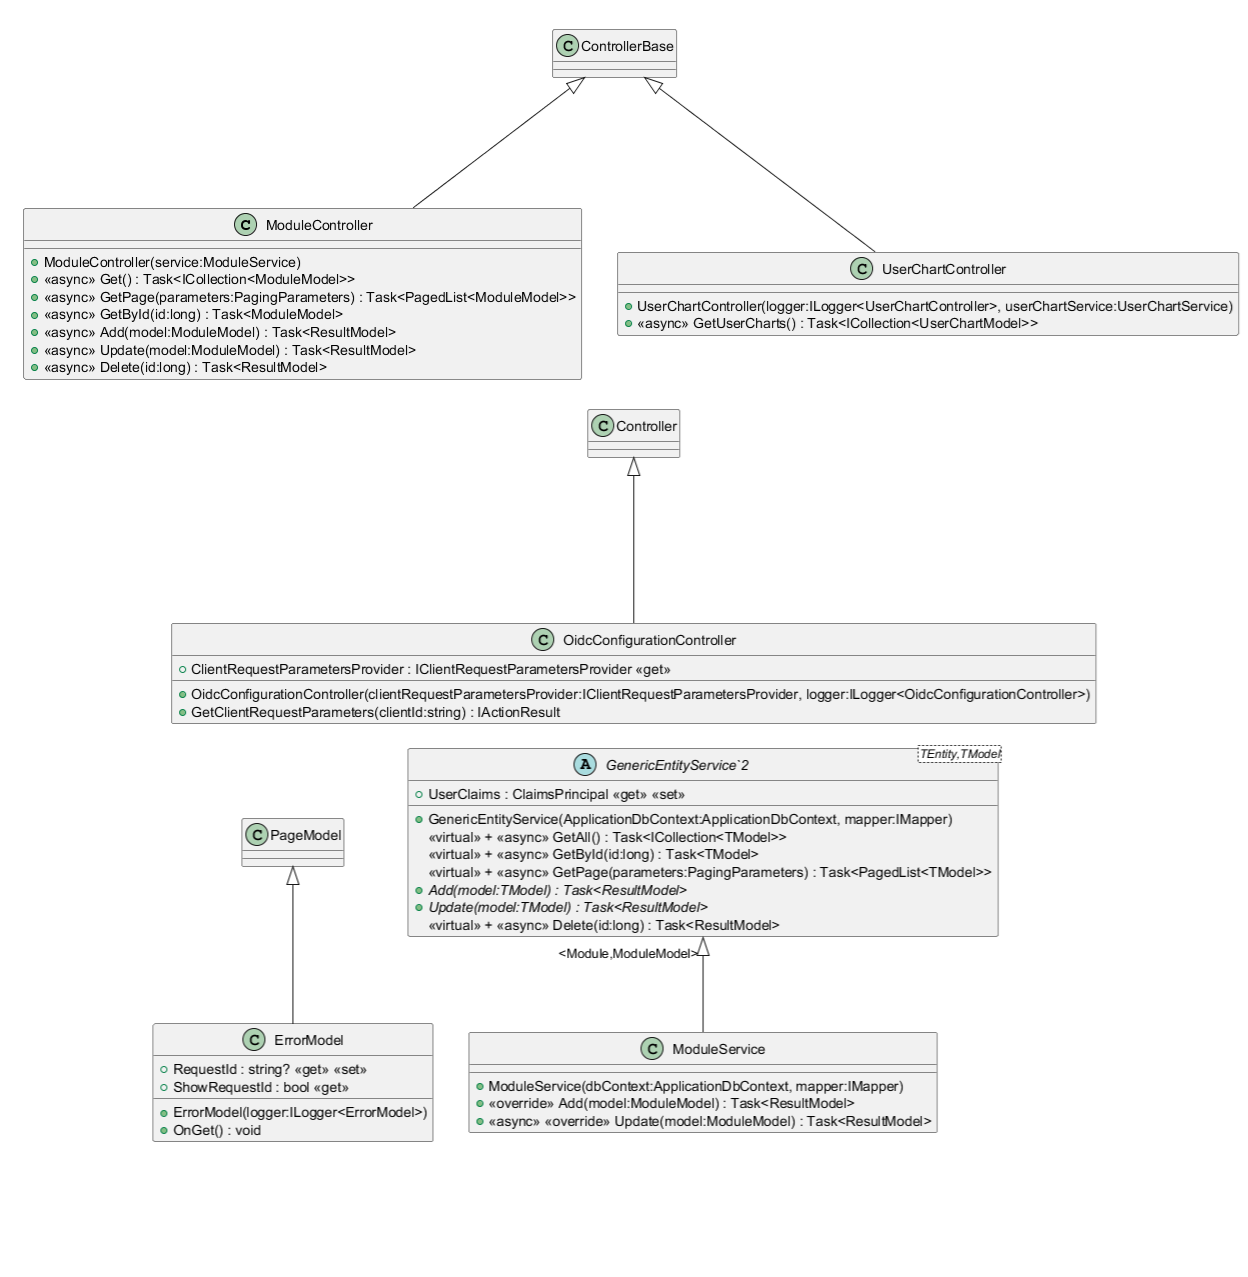 C ControllerBase
C ModuleController
ModuleController(service:ModuleService)
«async» Get() : Task<ICollection<ModuleModel>>
«async» GetPage(parameters:PagingParameters) : Task<PagedList<ModuleModel>>
«async» GetById(id:long) : Task<ModuleModel>
«async» Add(model:ModuleModel) : Task<ResultModel>
«async» Update(model:ModuleModel) : Task<ResultModel>
«async» Delete(id:long) : Task<ResultModel>
C UserChartController
UserChartController(logger:ILogger<UserChartController>, userChartService:UserChartService)
«async» GetUserCharts() : Task<ICollection<UserChartModel>>
C Controller
C OidcConfigurationController
ClientRequestParametersProvider : IClientRequestParametersProvider «get»
OidcConfigurationController(clientRequestParametersProvider:IClientRequestParametersProvider, logger:ILogger<OidcConfigurationController>)
GetClientRequestParameters(clientId:string) : IActionResult
TEntity,TModel
A GenericEntityService`2
UserClaims : ClaimsPrincipal «get» «set»
GenericEntityService(ApplicationDbContext:ApplicationDbContext, mapper:IMapper)
«virtual» + «async» GetAll() : Task<ICollection<TModel>>
«virtual» + «async» GetById(id:long) : Task<TModel>
«virtual» + «async» GetPage(parameters:PagingParameters) : Task<PagedList<TModel>>
Add(model:TModel) : Task<ResultModel>
Update(model:TModel) : Task<ResultModel>
«virtual» + «async» Delete(id:long) : Task<ResultModel>
C PageModel
<Module,ModuleModel>
C ErrorModel
RequestId : string? «get» «set»
ShowRequestId : bool «get»
ErrorModel(logger:ILogger<ErrorModel>)
OnGet() : void
C ModuleService
ModuleService(dbContext:ApplicationDbContext, mapper:IMapper)
«override» Add(model:ModuleModel) : Task<ResultModel>
«async» «override» Update(model:ModuleModel) : Task<ResultModel>